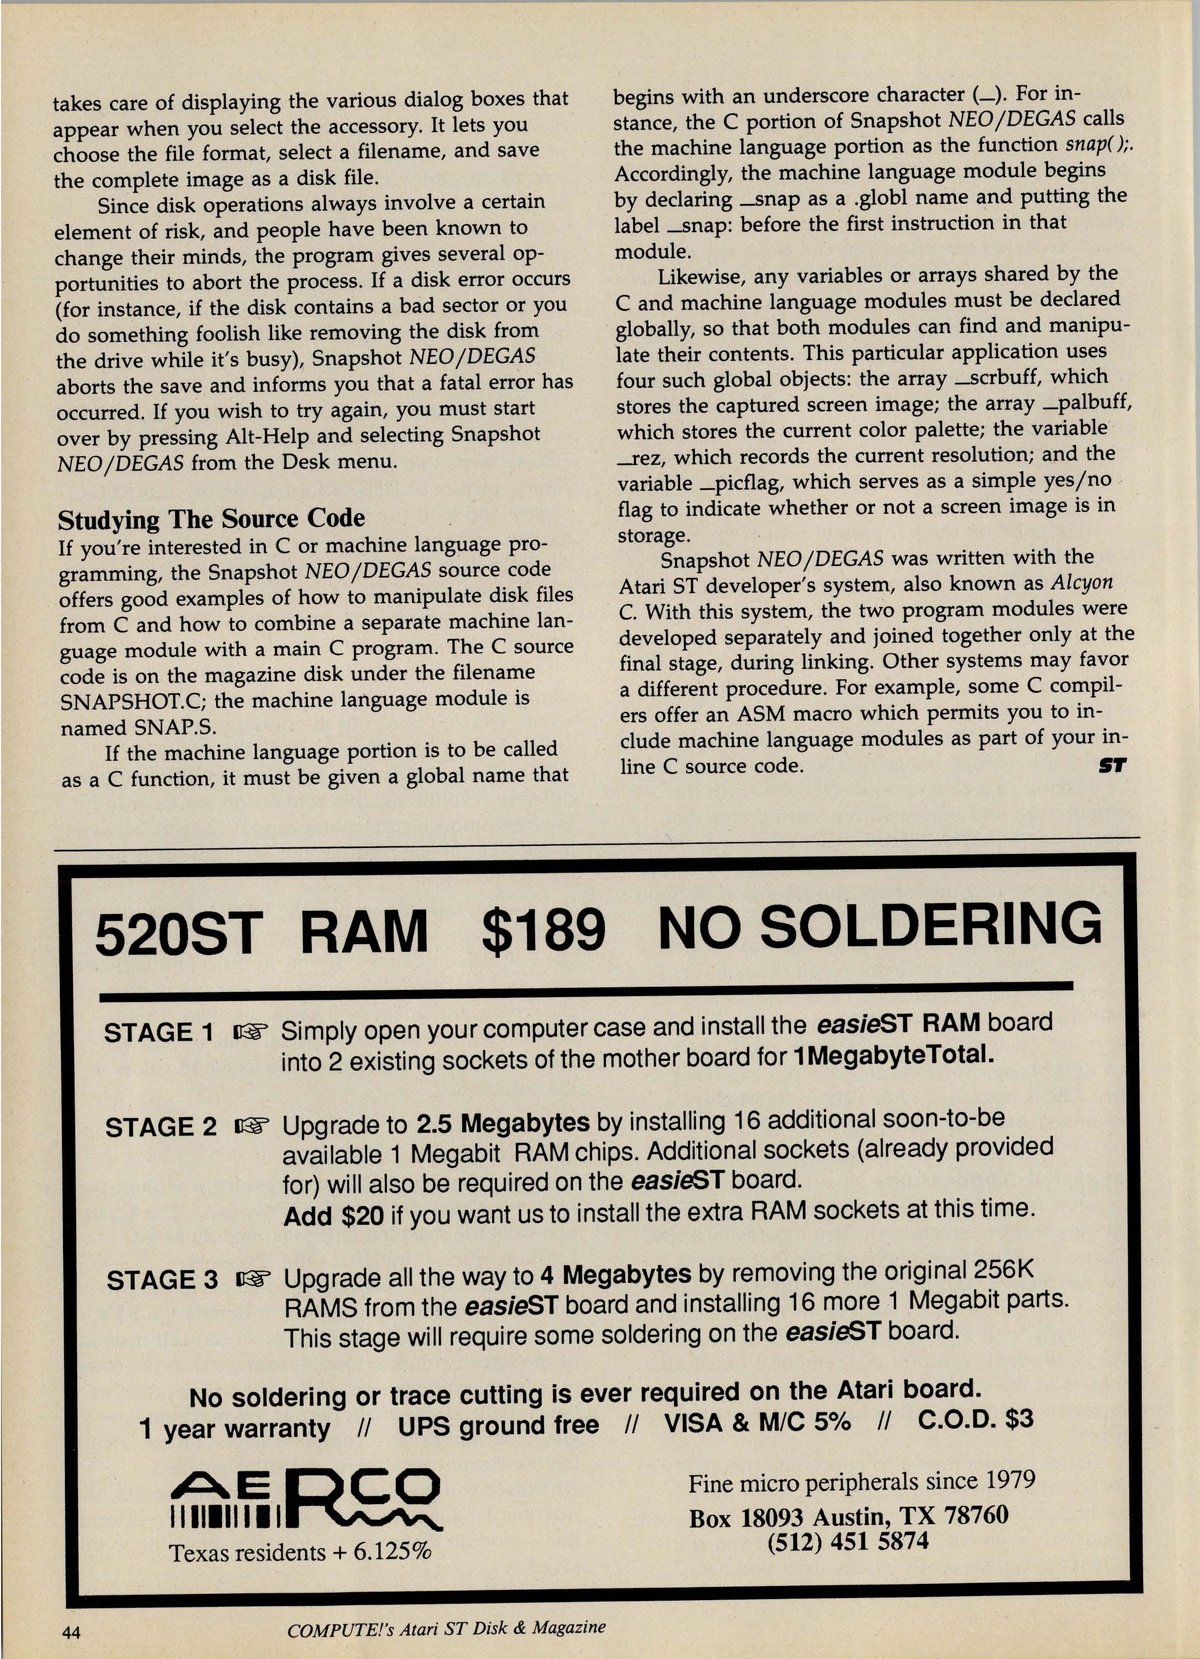 takes care of displaying the various dialog boxes that
appear when you select the accessory. It lets you
choose the file format, select a filename, and save
the complete image as a disk file.
Since disk operations always involve a certain
element of risk, and people have been known to
change their minds, the program gives several op-
portunities to abort the process. If a disk error occurs
(for instance, if the disk contains a bad sector or you
do something foolish like removing the disk from
the drive while it's busy), Snapshot NEO/DEGAS
aborts the save and informs you that a fatal error has
occurred. If you wish to try again, you must start
over by pressing Alt-Help and selecting Snapshot
NEO/DEGAS from the Desk menu.
Studying The Source Code
If you're interested in C or machine language pro-
gramming, the Snapshot NEO/DEGAS source code
offers good examples of how to manipulate disk files
from C and how to combine a separate machine lan-
guage module with a main C program. The C source
code is on the magazine disk under the filename
SNAPSHOT.C; the machine language module is
named SNAP.S.
If the machine language portion is to be called
as a C function, it must be given a global name that
begins with an underscore character (_). For in-
stance, the C portion of Snapshot NEO/DEGAS calls
the machine language portion as the function snap( );.
Accordingly, the machine language module begins
by declaring _snap as a .globl name and putting the
label _snap: before the first instruction in that
module.
Likewise, any variables or arrays shared by the
C and machine language modules must be declared
globally, so that both modules can find and manipu-
late their contents. This particular application uses
four such global objects: the array _scrbuff, which
stores the captured screen image; the array _palbuff,
which stores the current color palette; the variable
_rez, which records the current resolution; and the
variable _picflag, which serves as a simple yes/no
flag to indicate whether or not a screen image is in
storage.
Snapshot NEO/DEGAS was written with the
Atari ST developer's system, also known as Alcyon
C. With this system, the two program modules were
developed separately and joined together only at the
final stage, during linking. Other systems may favor
a different procedure. For example, some C compil-
ers offer an ASM macro which permits you to in-
clude machine language modules as part of your in-
line C source code. ST
520ST RAM $189 NO SOLDERING
STAGE 1 ☞ Simply open your computer case and install the easieST RAM board
into 2 existing sockets of the mother board for 1MegabyteTotal.
STAGE 2 ☞ Upgrade to 2.5 Megabytes by installing 16 additional soon-to-be
available 1 Megabit RAM chips. Additional sockets (already provided
for) will also be required on the easieST board.
Add $20 if you want us to install the extra RAM sockets at this time.
STAGE 3 ☞ Upgrade all the way to 4 Megabytes by removing the original 256K
RAMS from the easieST board and installing 16 more 1 Megabit parts.
This stage will require some soldering on the easieST board.
No soldering or trace cutting is ever required on the Atari board.
1 year warranty // UPS ground free // VISA & M/C 5% // C.O.D. $3
AERCO
Texas residents + 6.125%
Fine micro peripherals since 1979
Box 18093 Austin, TX 78760
(512) 451 5874
44 COMPUTE!'s Atari ST Disk & Magazine